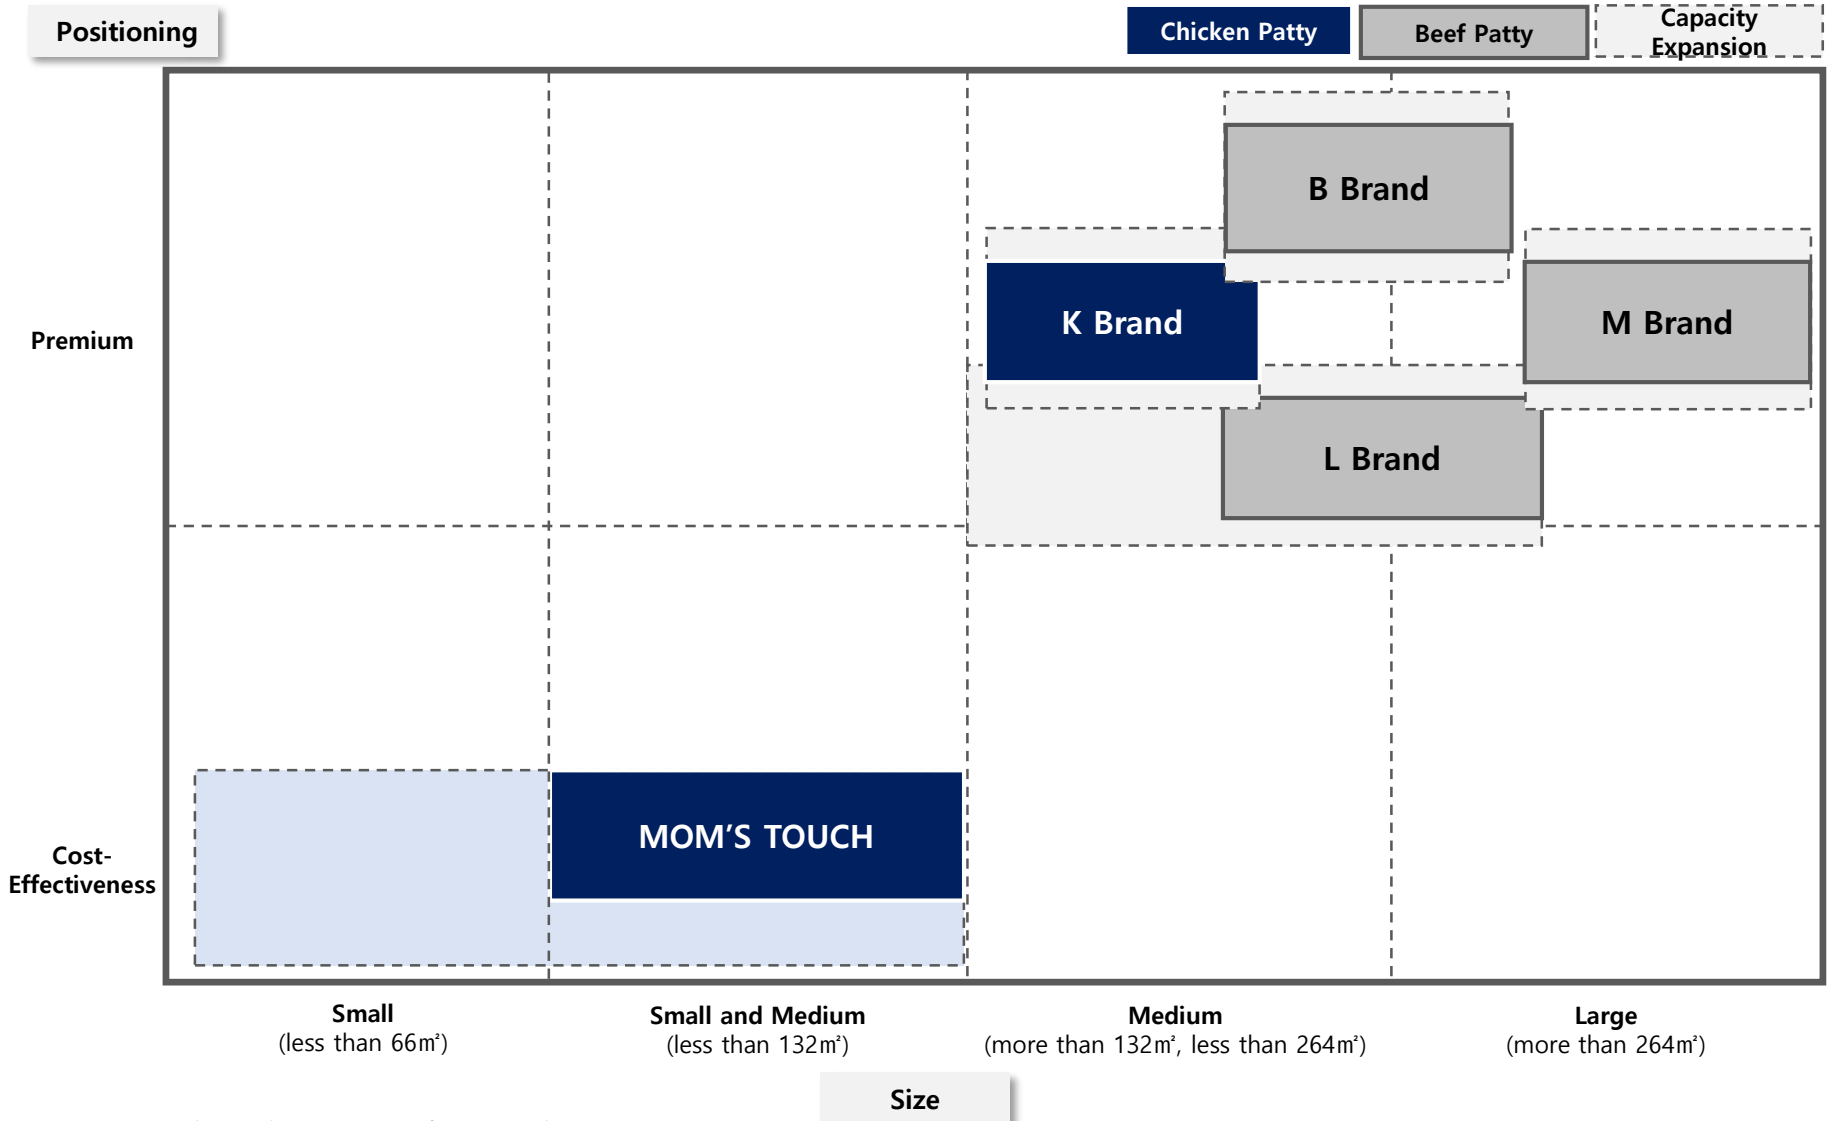 Positioning
Chicken Patty
Beef Patty
Capacity
Expansion
B Brand
K Brand
M Brand
Premium
L Brand
MOM’S TOUCH
Cost-
Effectiveness
Small
(less than 66㎡)
Small and Medium
(less than 132㎡)
Medium
(more than 132㎡, less than 264㎡)
Large
(more than 264㎡)
Size